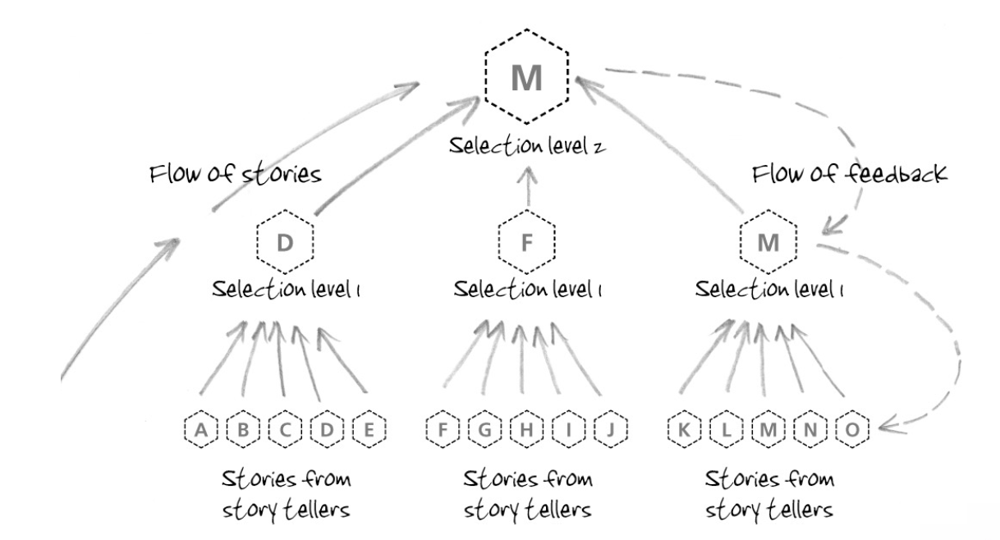 M
Selection level 2
Flow of stories
Flow of feedback
D
F
M
Selection level 1
Selection level 1
Selection level 1
A B C D E
F G H I J
K L M N O
Stories from
story tellers
Stories from
story tellers
Stories from
story tellers